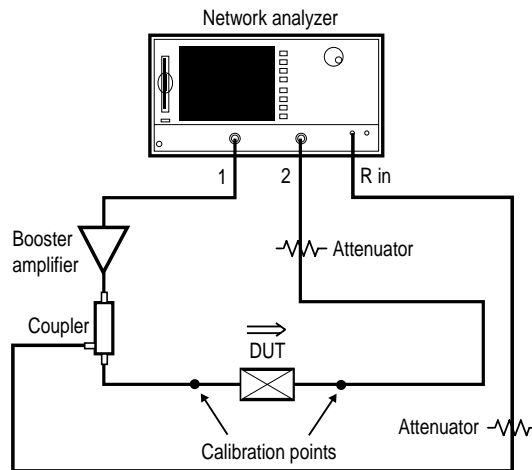 Network analyzer
1
2
R in
Booster
amplifier
Attenuator
Coupler
DUT
Attenuator
Calibration points